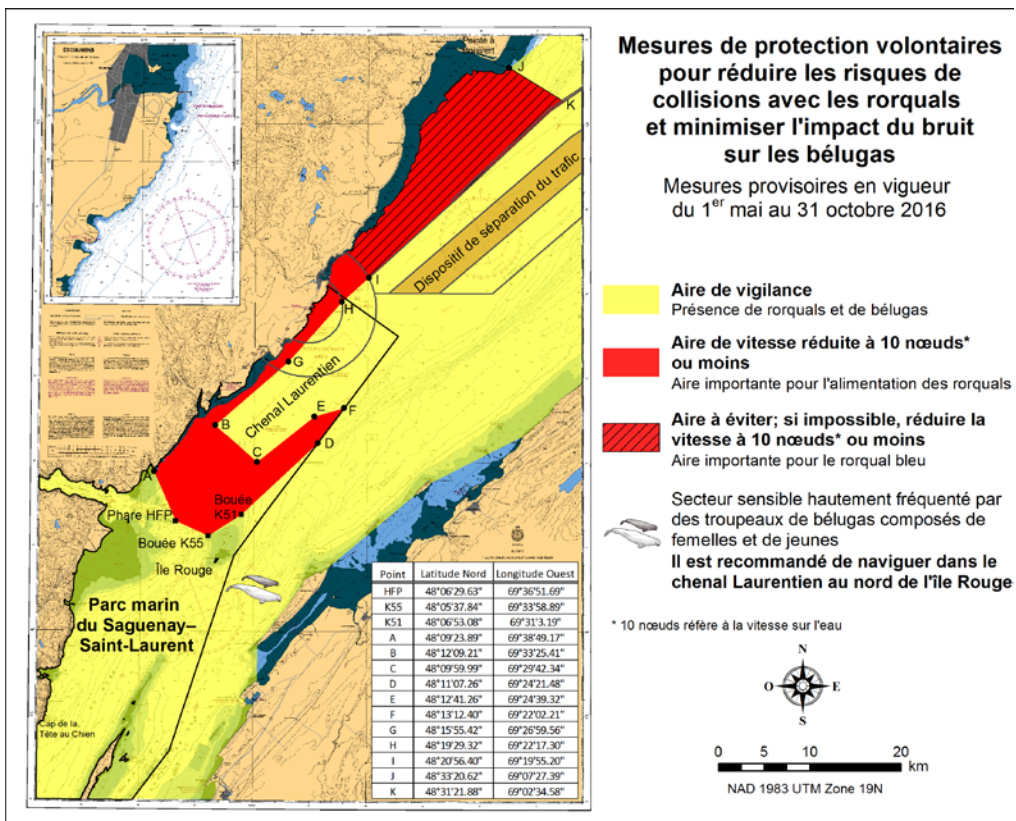 Mesures de protection volontaires
pour réduire les risques de
collisions avec les rorquals
et minimiser l'impact du bruit
sur les bélugas
Mesures provisoires en vigueur
du 1er mai au 31 octobre 2016
Aire de vigilance
Présence de rorquals et de bélugas
Aire de vitesse réduite à 10 nœuds*
ou moins
Aire importante pour l'alimentation des rorquals
Aire à éviter; si impossible, réduire la
vitesse à 10 nœuds* ou moins
Aire importante pour le rorqual bleu
Secteur sensible hautement fréquenté par
des troupeaux de bélugas composés de
femelles et de jeunes
Il est recommandé de naviguer dans le
chenal Laurentien au nord de l'île Rouge
* 10 nœuds réfère à la vitesse sur l'eau
N
O E
S
0 5 10 20
km
NAD 1983 UTM Zone 19N
J
K
Dispositif de séparation du trafic
I
H
G
Chenal Laurentien
B
E
F
C
D
A
Phare HFP
Bouée
K51
Bouée K55
Île Rouge
Parc marin
du Saguenay–
Saint-Laurent
Cap de la
Tête au Chien
Point Latitude Nord Longitude Ouest
HFP 48°06'29.63" 69°36'51.69"
K55 48°05'37.84" 69°33'58.89"
K51 48°06'53.08" 69°31'3.19"
A 48°09'23.89" 69°38'49.17"
B 48°12'09.21" 69°33'25.41"
C 48°09'59.99" 69°29'42.34"
D 48°11'07.26" 69°24'21.48"
E 48°12'41.26" 69°24'39.32"
F 48°13'12.40" 69°22'02.21"
G 48°15'55.42" 69°26'59.56"
H 48°19'29.32" 69°22'17.30"
I 48°20'56.40" 69°19'55.20"
J 48°33'20.62" 69°07'27.39"
K 48°31'21.88" 69°02'34.58"